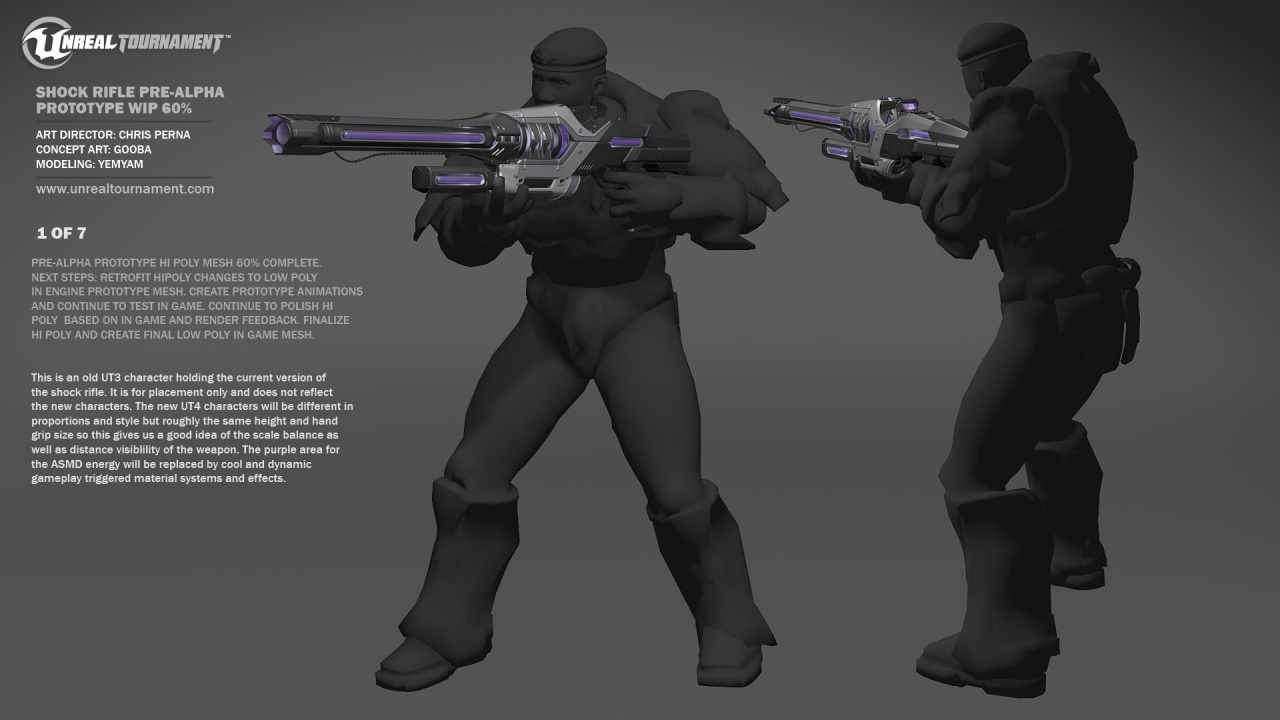 UNREAL TOURNAMENT™
SHOCK RIFLE PRE-ALPHA
PROTOTYPE WIP 60%
ART DIRECTOR: CHRIS PERNA
CONCEPT ART: GOOBA
MODELING: YEMYAM
www.unrealtournament.com
1 OF 7
PRE-ALPHA PROTOTYPE HI POLY MESH 60% COMPLETE.
NEXT STEPS: RETROFIT HIPOLY CHANGES TO LOW POLY
IN ENGINE PROTOTYPE MESH. CREATE PROTOTYPE ANIMATIONS
AND CONTINUE TO TEST IN GAME. CONTINUE TO POLISH HI
POLY  BASED ON IN GAME AND RENDER FEEDBACK. FINALIZE
HI POLY AND CREATE FINAL LOW POLY IN GAME MESH.
This is an old UT3 character holding the current version of
the shock rifle. It is for placement only and does not reflect
the new characters. The new UT4 characters will be different in
proportions and style but roughly the same height and hand
grip size so this gives us a good idea of the scale balance as
well as distance visiblility of the weapon. The purple area for
the ASMD energy will be replaced by cool and dynamic
gameplay triggered material systems and effects.